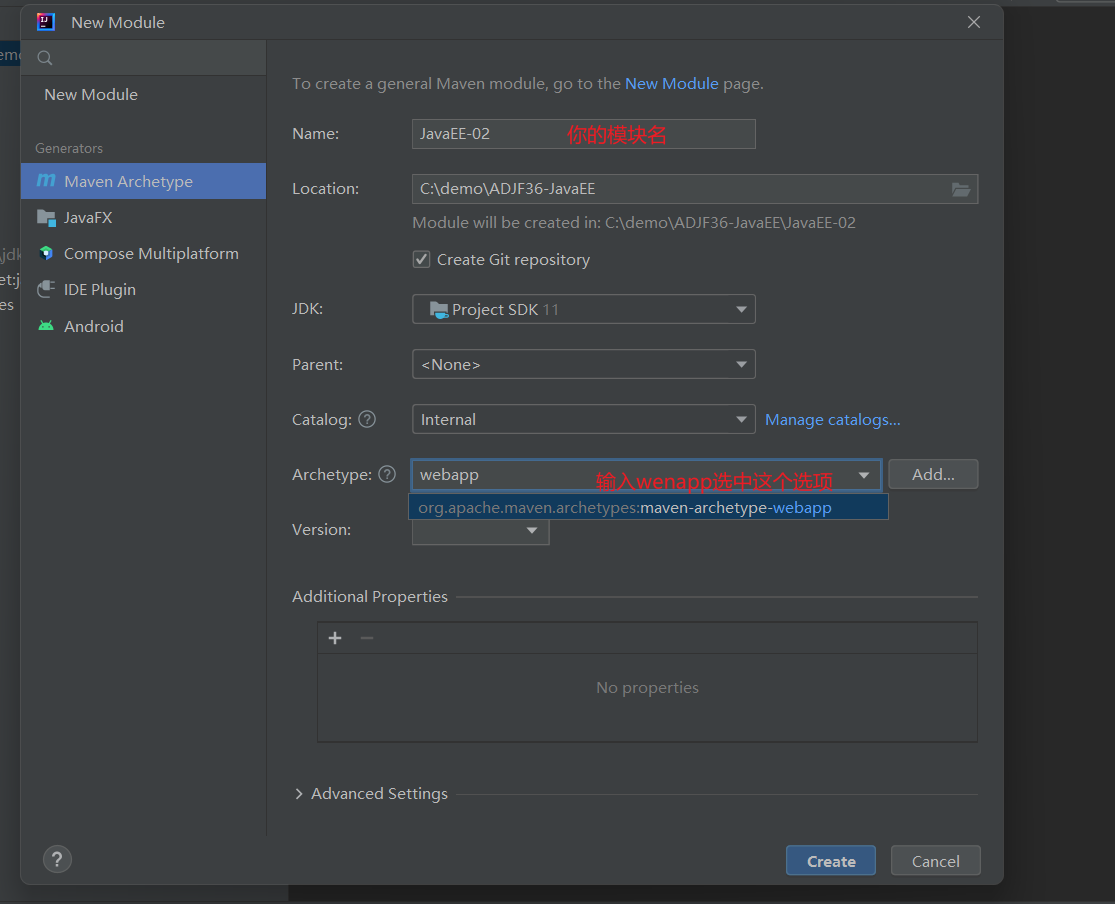 New Module
New Module
Generators
Maven Archetype
JavaFX
Compose Multiplatform
IDE Plugin
Android
To create a general Maven module, go to the New Module page.
Name: JavaEE-02 你的模块名
Location: C:\demo\ADJF36-JavaEE
Module will be created in: C:\demo\ADJF36-JavaEE\JavaEE-02
Create Git repository
JDK: Project SDK 11
Parent: <None>
Catalog: ? Internal Manage catalogs...
Archetype: ? webapp 输入wenapp选中这个选项 Add...
org.apache.maven.archetypes:maven-archetype-webapp
Version:
Additional Properties
No properties
Advanced Settings
? Create Cancel